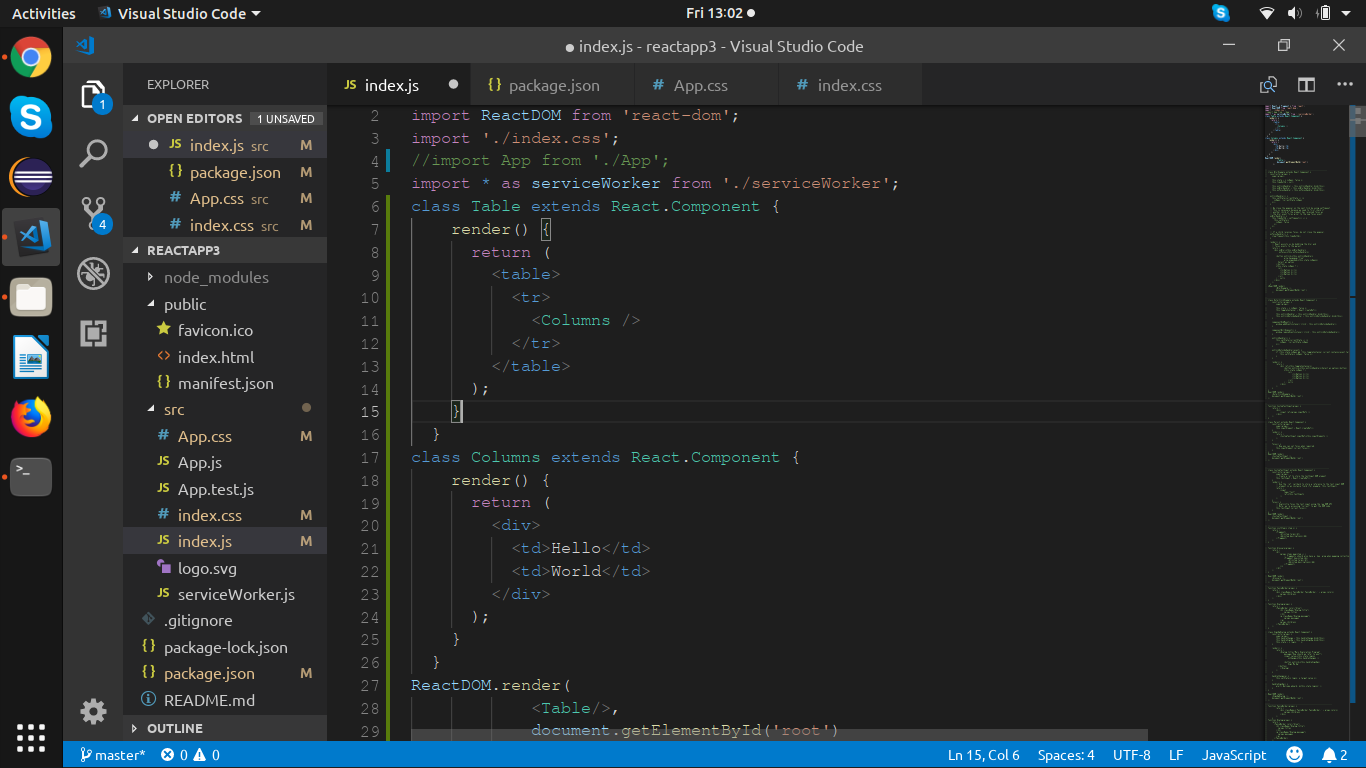 Activities Visual Studio Code Fri 13:02
index.js - reactapp3 - Visual Studio Code
EXPLORER
OPEN EDITORS 1 UNSAVED
JS index.js src M
{} package.json M
# App.css src M
# index.css src M
REACTAPP3
node_modules
public
favicon.ico
<> index.html
{} manifest.json
src
# App.css M
JS App.js
JS App.test.js
# index.css M
JS index.js M
logo.svg
JS serviceWorker.js
.gitignore
{} package-lock.json
{} package.json M
README.md
OUTLINE
1
4
JS index.js {} package.json # App.css # index.css
2 import ReactDOM from 'react-dom';
3 import './index.css';
4 //import App from './App';
5 import * as serviceWorker from './serviceWorker';
6 class Table extends React.Component {
7 render() {
8 return (
9 <table>
10 <tr>
11 <Columns />
12 </tr>
13 </table>
14 );
15 }
16 }
17 class Columns extends React.Component {
18 render() {
19 return (
20 <div>
21 <td>Hello</td>
22 <td>World</td>
23 </div>
24 );
25 }
26 }
27 ReactDOM.render(
28 <Table/>,
29 document.getElementById('root')
master* 0 0 Ln 15, Col 6 Spaces: 4 UTF-8 LF JavaScript 2